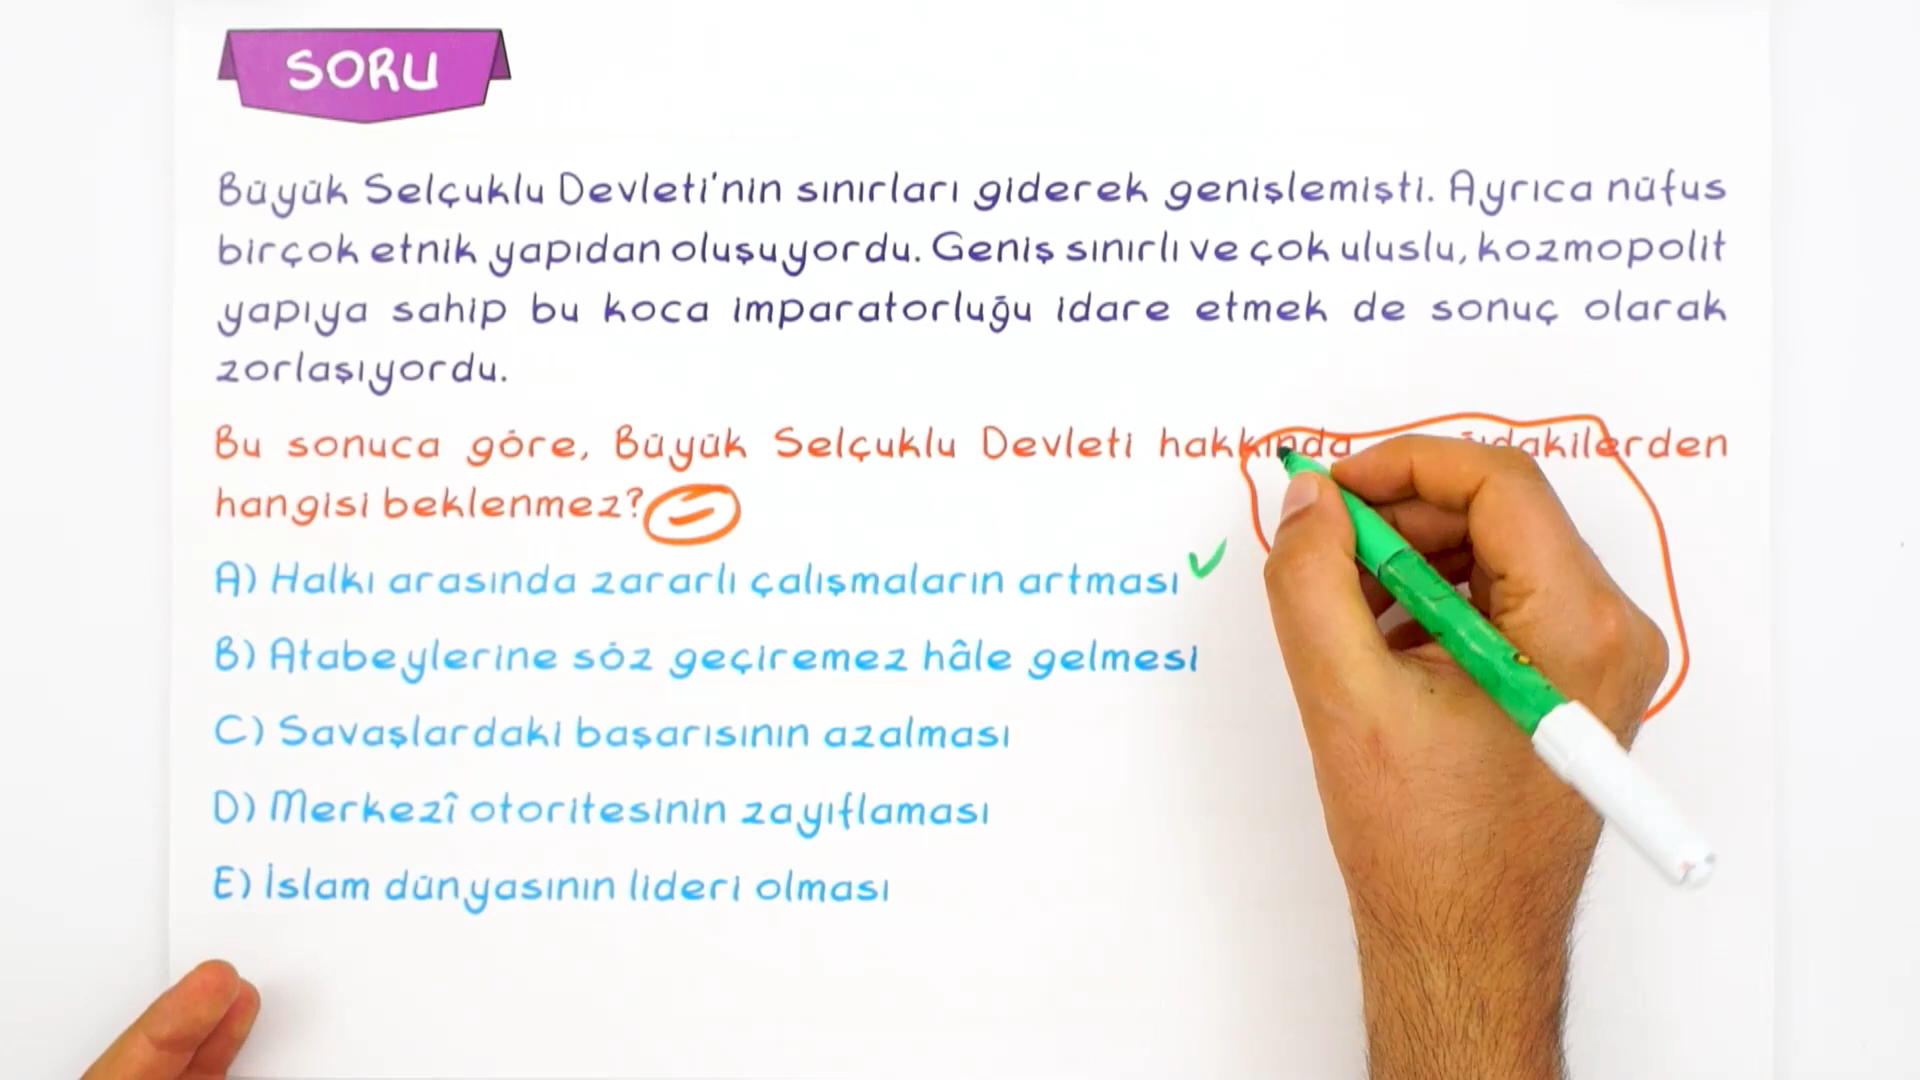 SORU
Büyük Selçuklu Devleti'nin sınırları giderek genişlemişti. Ayrıca nüfus
birçok etnik yapıdan oluşuyordu. Geniş sınırlı ve çok uluslu, kozmopolit
yapıya sahip bu koca imparatorluğu idare etmek de sonuç olarak
zorlaşıyordu.
Bu sonuca göre, Büyük Selçuklu Devleti hakkında
hangisi beklenmez?
A) Halkı arasında zararlı çalışmaların artması
B) Atabeylerine söz geçiremez hâle gelmesi
C) Savaşlardaki başarısının azalması
D) Merkezî otoritesinin zayıflaması
E) İslam dünyasının lideri olması